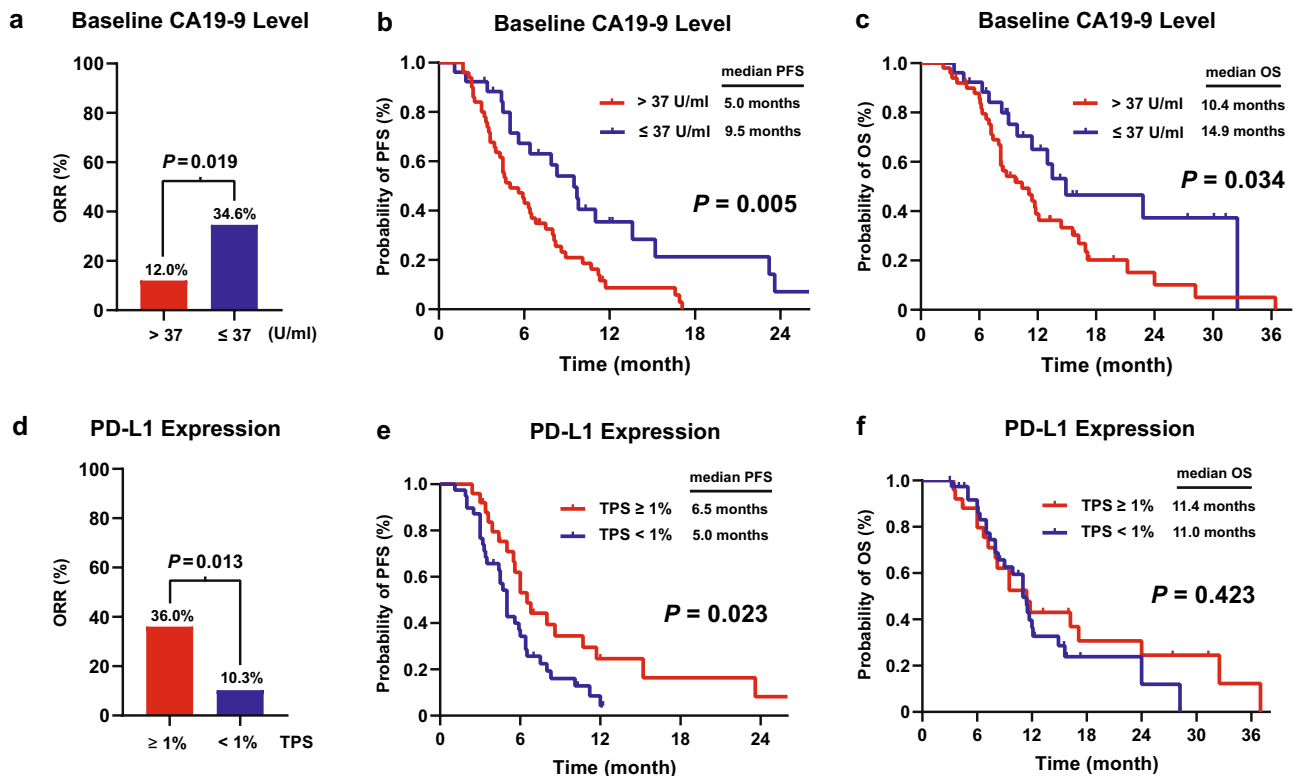 a
Baseline CA19-9 Level
ORR (%)
100
80
60
40
20
0
P = 0.019
12.0%
34.6%
> 37
≤ 37
(U/ml)
b
Baseline CA19-9 Level
Probability of PFS (%)
1.0
0.8
0.6
0.4
0.2
0.0
median PFS
> 37 U/ml 5.0 months
≤ 37 U/ml 9.5 months
P = 0.005
0 6 12 18 24
Time (month)
c
Baseline CA19-9 Level
Probability of OS (%)
1.0
0.8
0.6
0.4
0.2
0.0
median OS
> 37 U/ml 10.4 months
≤ 37 U/ml 14.9 months
P = 0.034
0 6 12 18 24 30 36
Time (month)
d
PD-L1 Expression
ORR (%)
100
80
60
40
20
0
P = 0.013
36.0%
10.3%
≥ 1%
< 1%
TPS
e
PD-L1 Expression
Probability of PFS (%)
1.0
0.8
0.6
0.4
0.2
0.0
median PFS
TPS ≥ 1% 6.5 months
TPS < 1% 5.0 months
P = 0.023
0 6 12 18 24
Time (month)
f
PD-L1 Expression
Probability of OS (%)
1.0
0.8
0.6
0.4
0.2
0.0
median OS
TPS ≥ 1% 11.4 months
TPS < 1% 11.0 months
P = 0.423
0 6 12 18 24 30 36
Time (month)